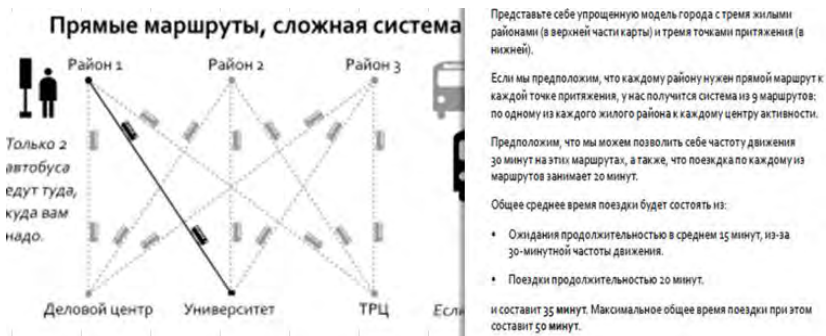 Прямые маршруты, сложная система
Район 1
Район 2
Район 3
Только 2
автобуса
едут туда,
куда вам
надо.
Деловой центр
Университет
ТРЦ
Если
Представьте себе упрощенную модель города с тремя жилыми
районами (в верхней части карты) и тремя точками притяжения (в
нижней).
Если мы предположим, что каждому району нужен прямой маршрут к
каждой точке притяжения, у нас получится система из 9 маршрутов:
по одному из каждого жилого района к каждому центру активности.
Предположим, что мы можем позволить себе частоту движения
30 минут на этих маршрутах, а также, что поезкдка по каждому из
маршрутов занимает 20 минут.
Общее среднее время поездки будет состоять из:
• Ожидания продолжительностью в среднем 15 минут, из-за
30-минутной частоты движения.
• Поездки продолжительностью 20 минут.
и составит 35 минут. Максимальное общее время поездки при этом
составит 50 минут.